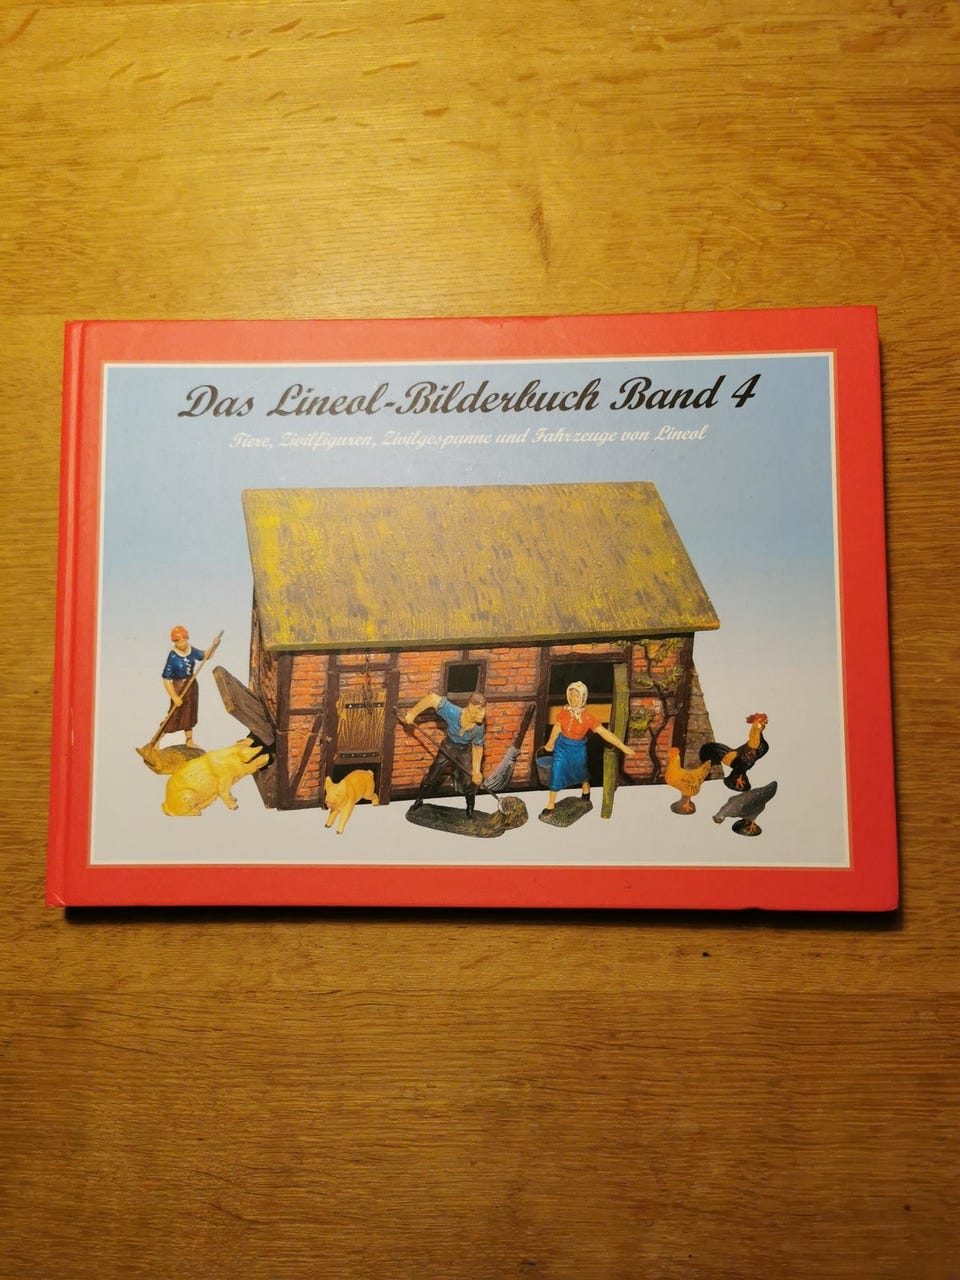 Das Lineol-Bilderbuch Band 4
Tiere, Zivilfiguren, Zivilgespanne und Fahrzeuge von Lineol